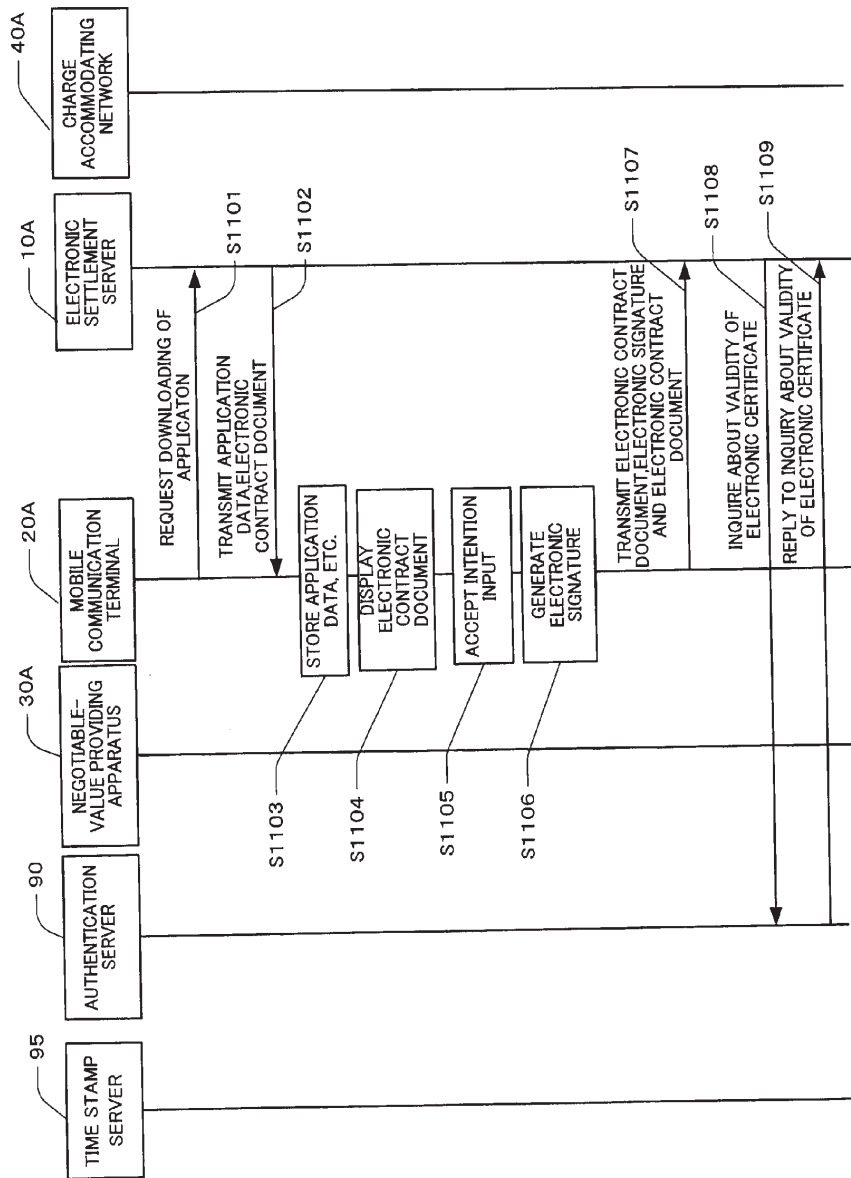 95
TIME STAMP
SERVER
90
AUTHENTICATION
SERVER
30A
NEGOTIABLE-
VALUE PROVIDING
APPARATUS
20A
MOBILE
COMMUNICATION
TERMINAL
10A
ELECTRONIC
SETTLEMENT
SERVER
40A
CHARGE
ACCOMMODATING
NETWORK
REQUEST DOWNLOADING OF
APPLICATON
S1101
TRANSMIT APPLICATION
DATA,ELECTRONIC
CONTRACT DOCUMENT
S1102
S1103
STORE APPLICATION
DATA, ETC.
S1104
DISPLAY
ELECTRONIC
CONTRACT
DOCUMENT
S1105
ACCEPT INTENTION
INPUT
S1106
GENERATE
ELECTRONIC
SIGNATURE
TRANSMIT ELECTRONIC CONTRACT
DOCUMENT,ELECTRONIC SIGNATURE
AND ELECTRONIC CONTRACT
DOCUMENT
S1107
INQUIRE ABOUT VALIDITY OF
ELECTRONIC CERTIFICATE
S1108
REPLY TO INQUIRY ABOUT VALIDITY
OF ELECTRONIC CERTIFICATE
S1109